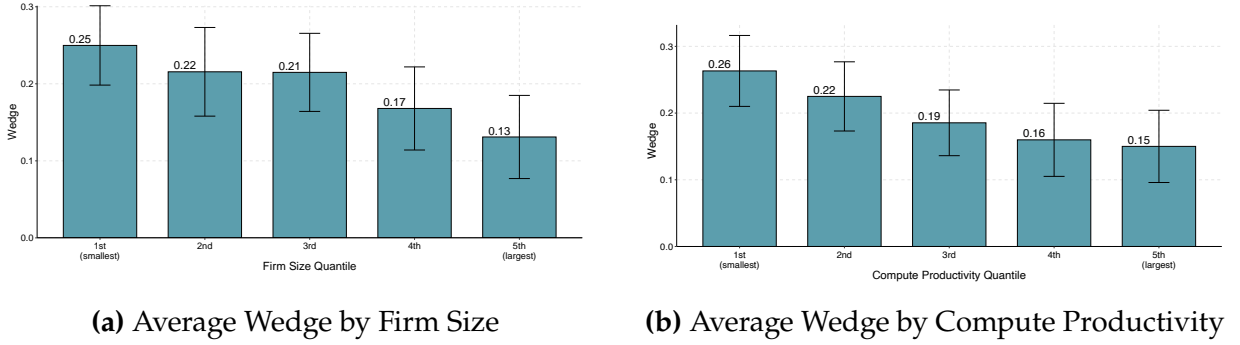 0.3
0.2
0.1
0.0
Wedge
0.25
0.22
0.21
0.17
0.13
1st
(smallest)
2nd
3rd
4th
5th
(largest)
Firm Size Quantile
(a) Average Wedge by Firm Size
0.3
0.2
0.1
0.0
Wedge
0.26
0.22
0.19
0.16
0.15
1st
(smallest)
2nd
3rd
4th
5th
(largest)
Compute Productivity Quantile
(b) Average Wedge by Compute Productivity